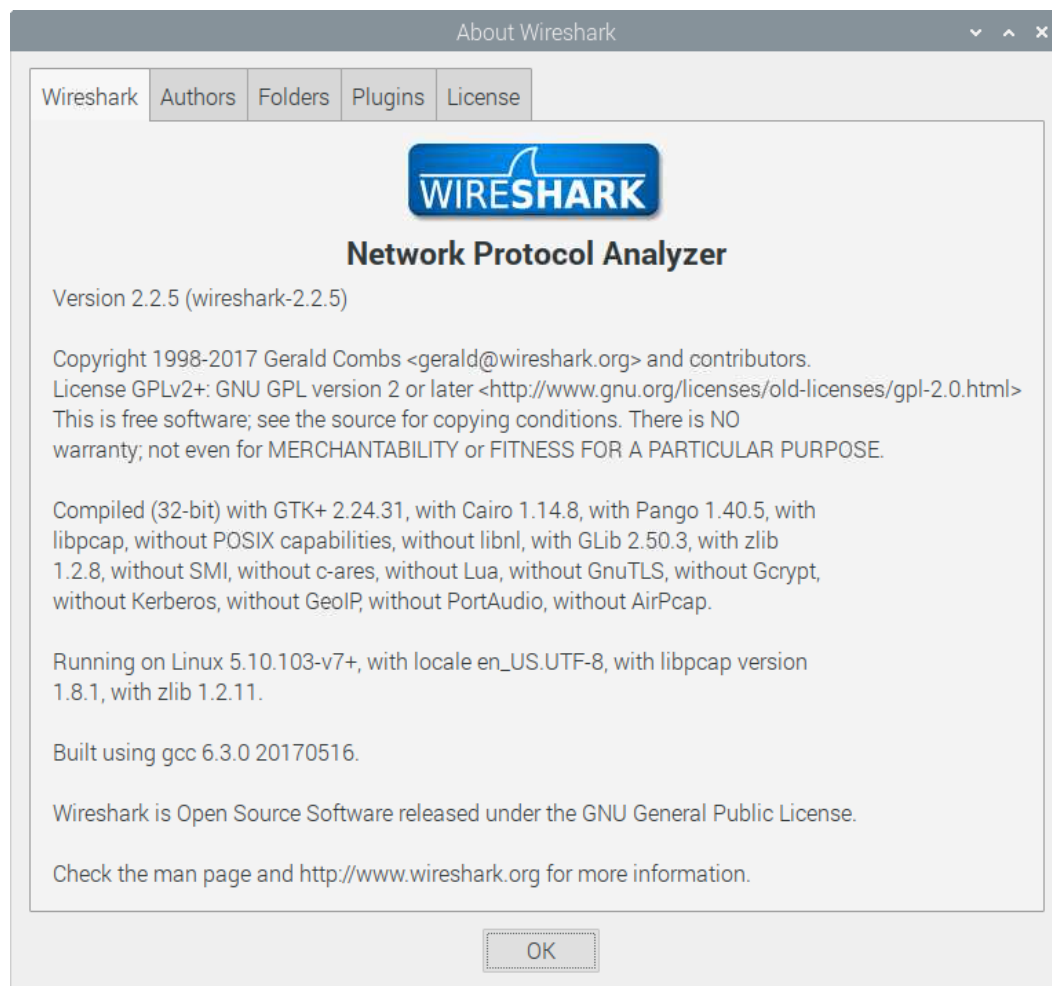 About Wireshark
Wireshark Authors Folders Plugins License
WIRESHARK
Network Protocol Analyzer
Version 2.2.5 (wireshark-2.2.5)
Copyright 1998-2017 Gerald Combs <gerald@wireshark.org> and contributors.
License GPLv2+: GNU GPL version 2 or later <http://www.gnu.org/licenses/old-licenses/gpl-2.0.html>
This is free software; see the source for copying conditions. There is NO
warranty; not even for MERCHANTABILITY or FITNESS FOR A PARTICULAR PURPOSE.
Compiled (32-bit) with GTK+ 2.24.31, with Cairo 1.14.8, with Pango 1.40.5, with
libpcap, without POSIX capabilities, without libnl, with GLib 2.50.3, with zlib
1.2.8, without SMI, without c-ares, without Lua, without GnuTLS, without Gcrypt,
without Kerberos, without GeoIP, without PortAudio, without AirPcap.
Running on Linux 5.10.103-v7+, with locale en_US.UTF-8, with libpcap version
1.8.1, with zlib 1.2.11.
Built using gcc 6.3.0 20170516.
Wireshark is Open Source Software released under the GNU General Public License.
Check the man page and http://www.wireshark.org for more information.
OK